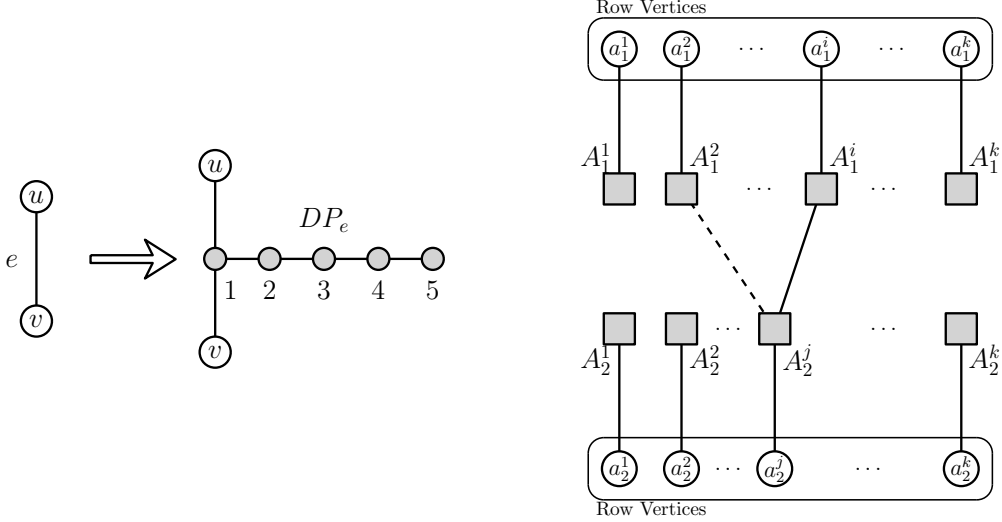 u
e
v
u
DP_e
1 2 3 4 5
v
Row Vertices
a_1^1 a_1^2 ⋯ a_1^i ⋯ a_1^k
A_1^1 A_1^2 A_1^i A_1^k
⋯ ⋯
⋯ ⋯
A_2^1 A_2^2 A_2^j A_2^k
a_2^1 a_2^2 ⋯ a_2^j ⋯ a_2^k
Row Vertices